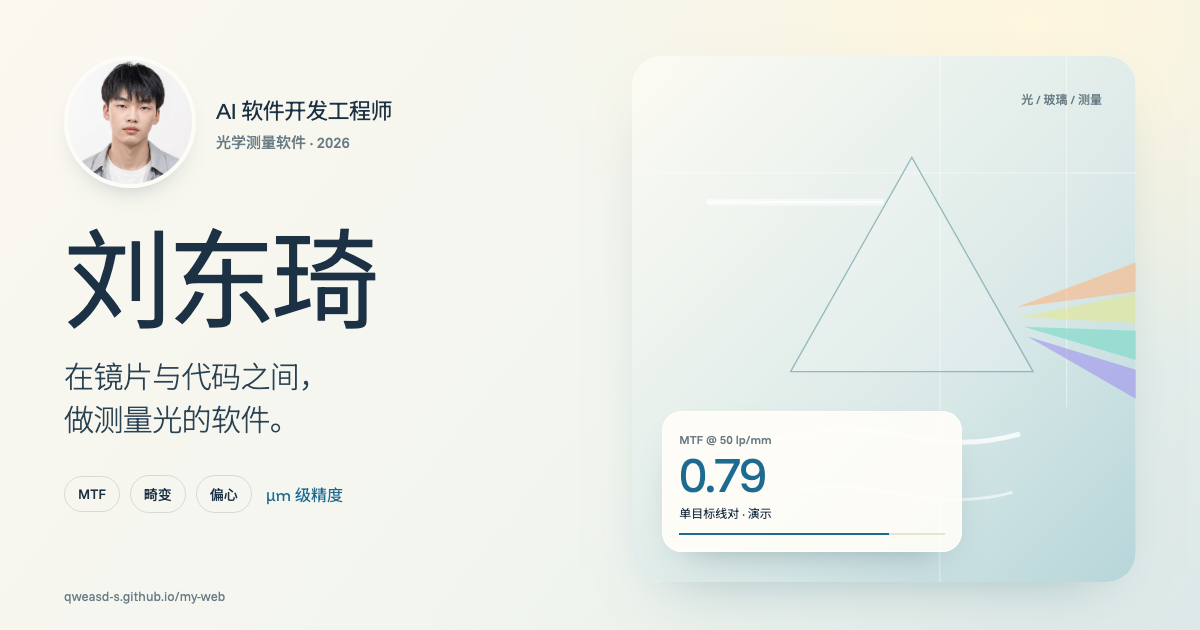 AI 软件开发工程师
光学测量软件 · 2026
刘东琦
在镜片与代码之间，
做测量光的软件。
MTF
畸变
偏心
μm 级精度
qweasd-s.github.io/my-web
光 / 玻璃 / 测量
MTF @ 50 lp/mm
0.79
单目标线对 · 演示